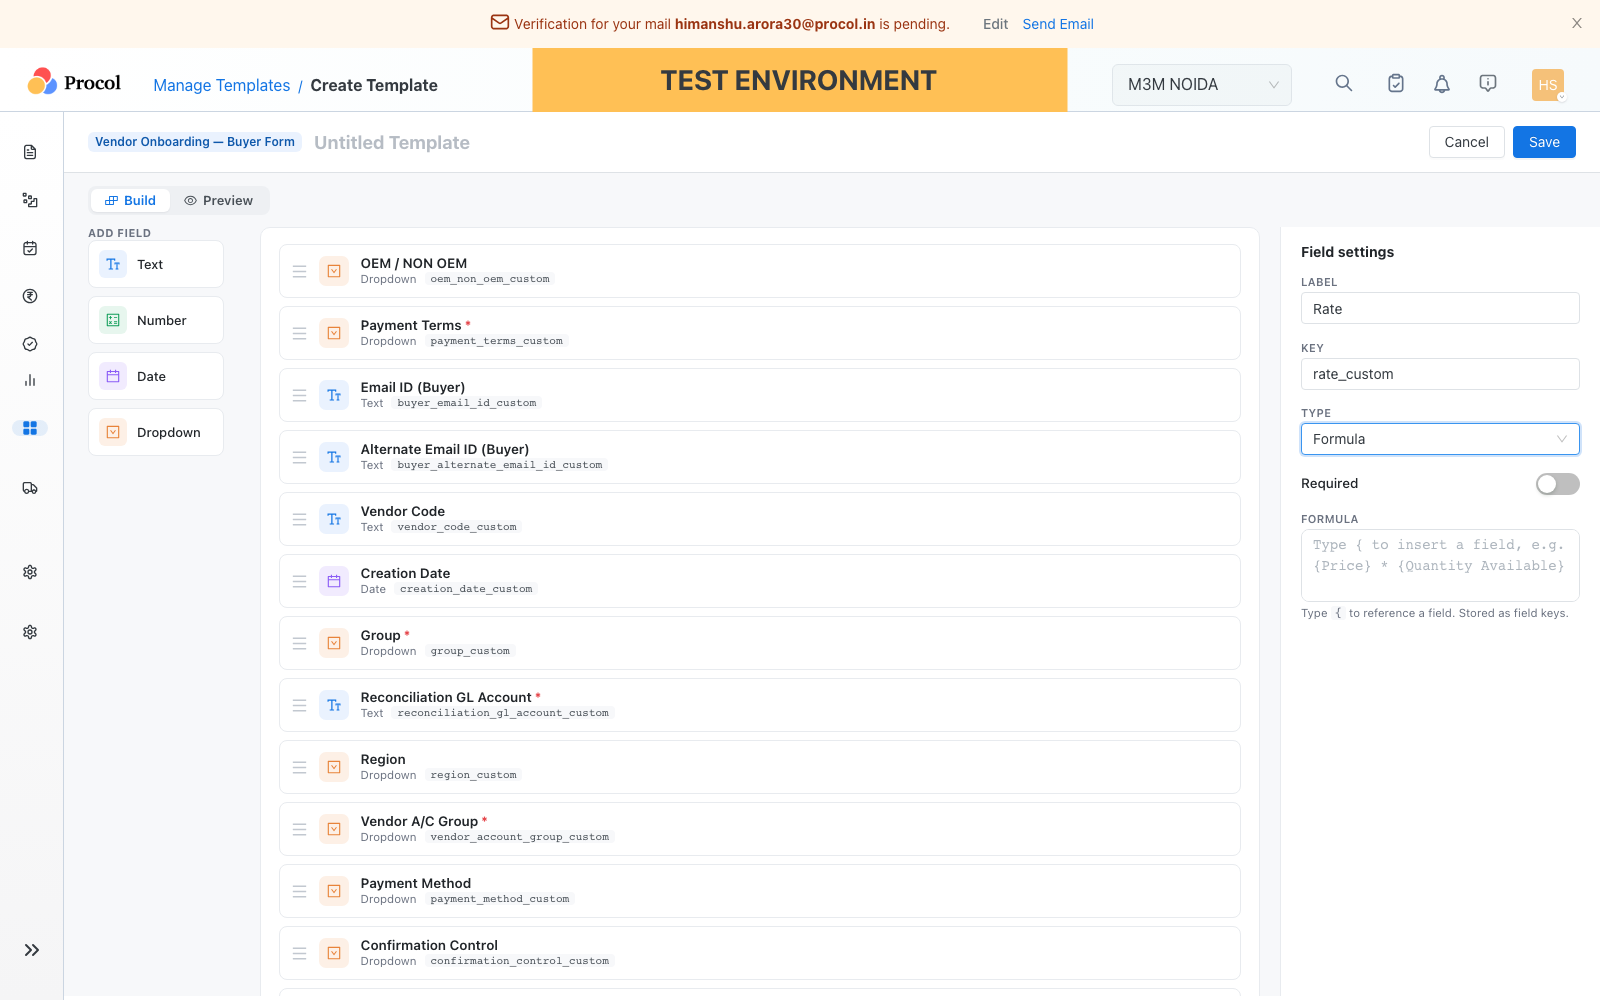 Verification for your mail himanshu.arora30@procol.in is pending. Edit Send Email
Procol
Manage Templates / Create Template
TEST ENVIRONMENT
M3M NOIDA
HS
Vendor Onboarding — Buyer Form
Untitled Template
Cancel
Save
Build
Preview
ADD FIELD
Text
Number
Date
Dropdown
OEM / NON OEM
Dropdown oem_non_oem_custom
Payment Terms *
Dropdown payment_terms_custom
Email ID (Buyer)
Text buyer_email_id_custom
Alternate Email ID (Buyer)
Text buyer_alternate_email_id_custom
Vendor Code
Text vendor_code_custom
Creation Date
Date creation_date_custom
Group *
Dropdown group_custom
Reconciliation GL Account *
Text reconciliation_gl_account_custom
Region
Dropdown region_custom
Vendor A/C Group *
Dropdown vendor_account_group_custom
Payment Method
Dropdown payment_method_custom
Confirmation Control
Dropdown confirmation_control_custom
Field settings
LABEL
Rate
KEY
rate_custom
TYPE
Formula
Required
FORMULA
Type { to insert a field, e.g.
{Price} * {Quantity Available}
Type { to reference a field. Stored as field keys.